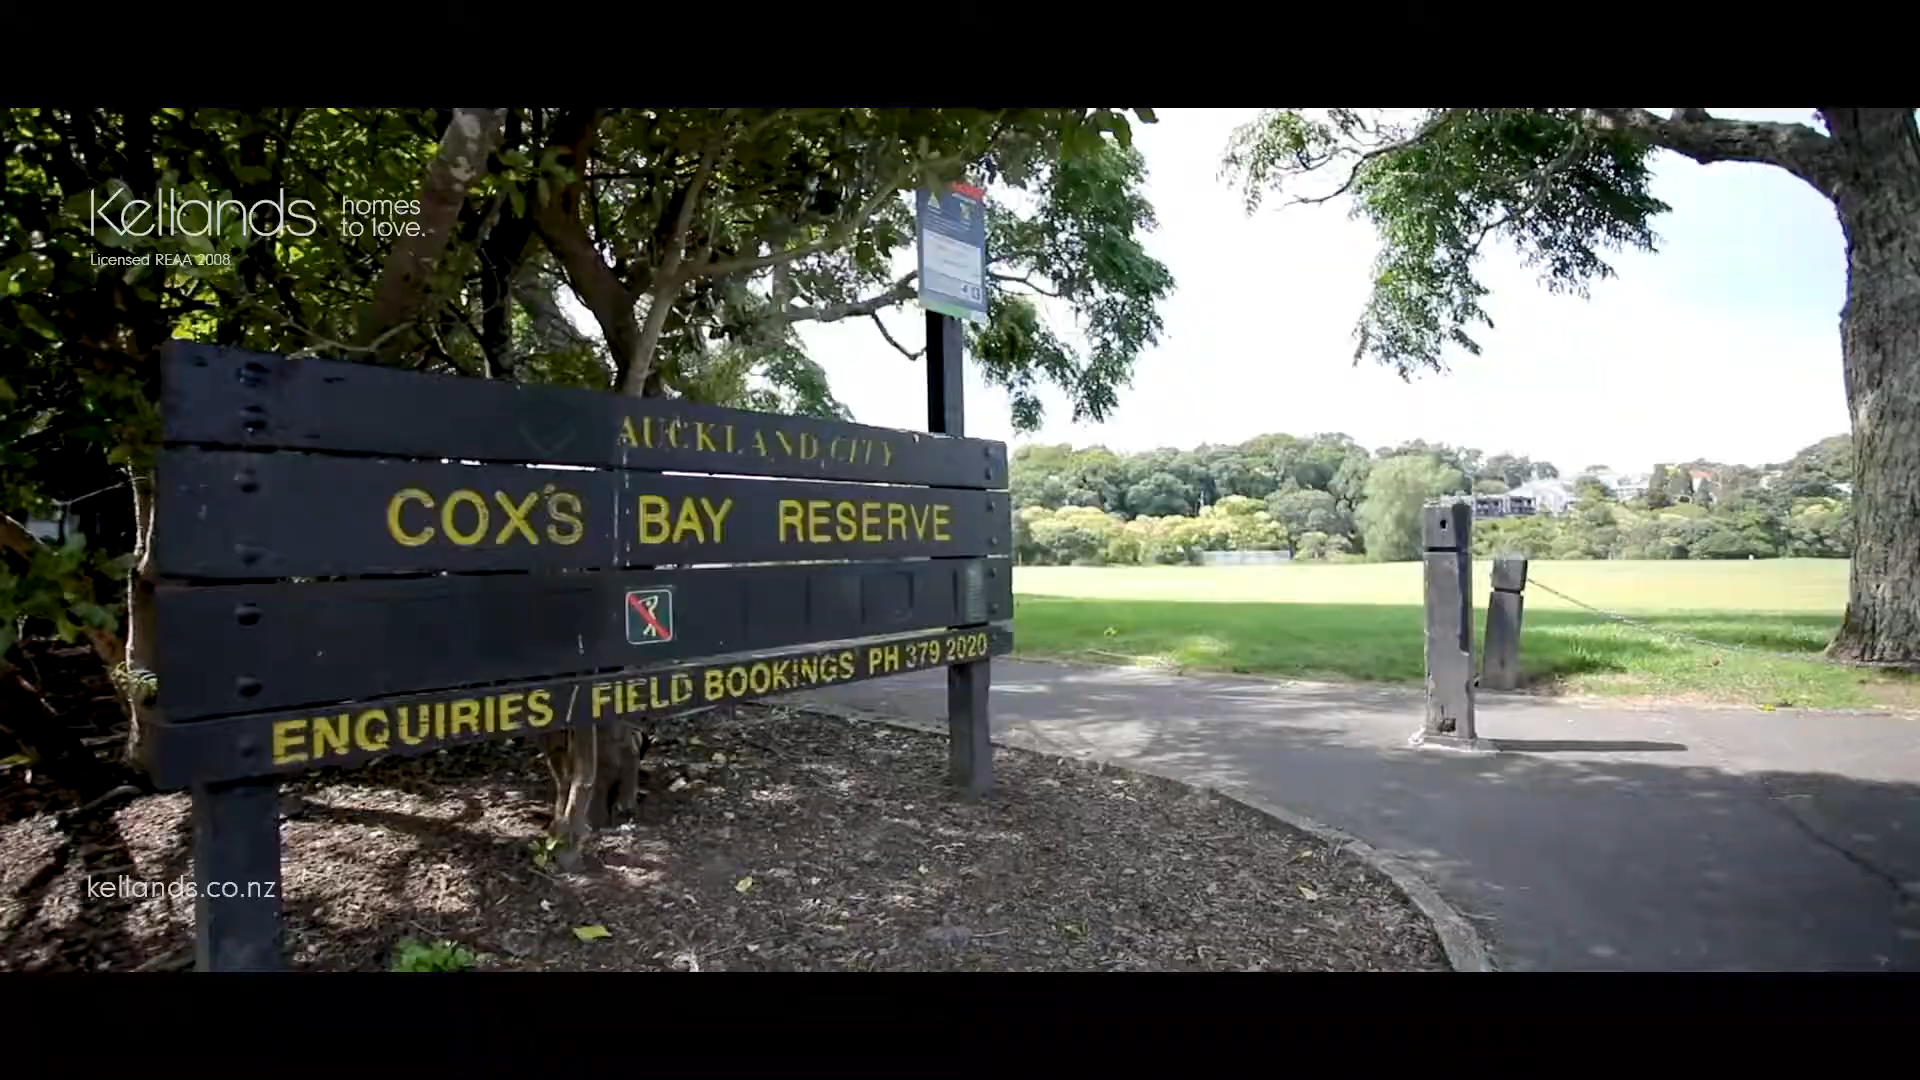 Kellands homes
to love.
Licensed REAA 2008
AUCKLAND CITY
COX'S BAY RESERVE
ENQUIRIES / FIELD BOOKINGS PH 379 2020
kellands.co.nz